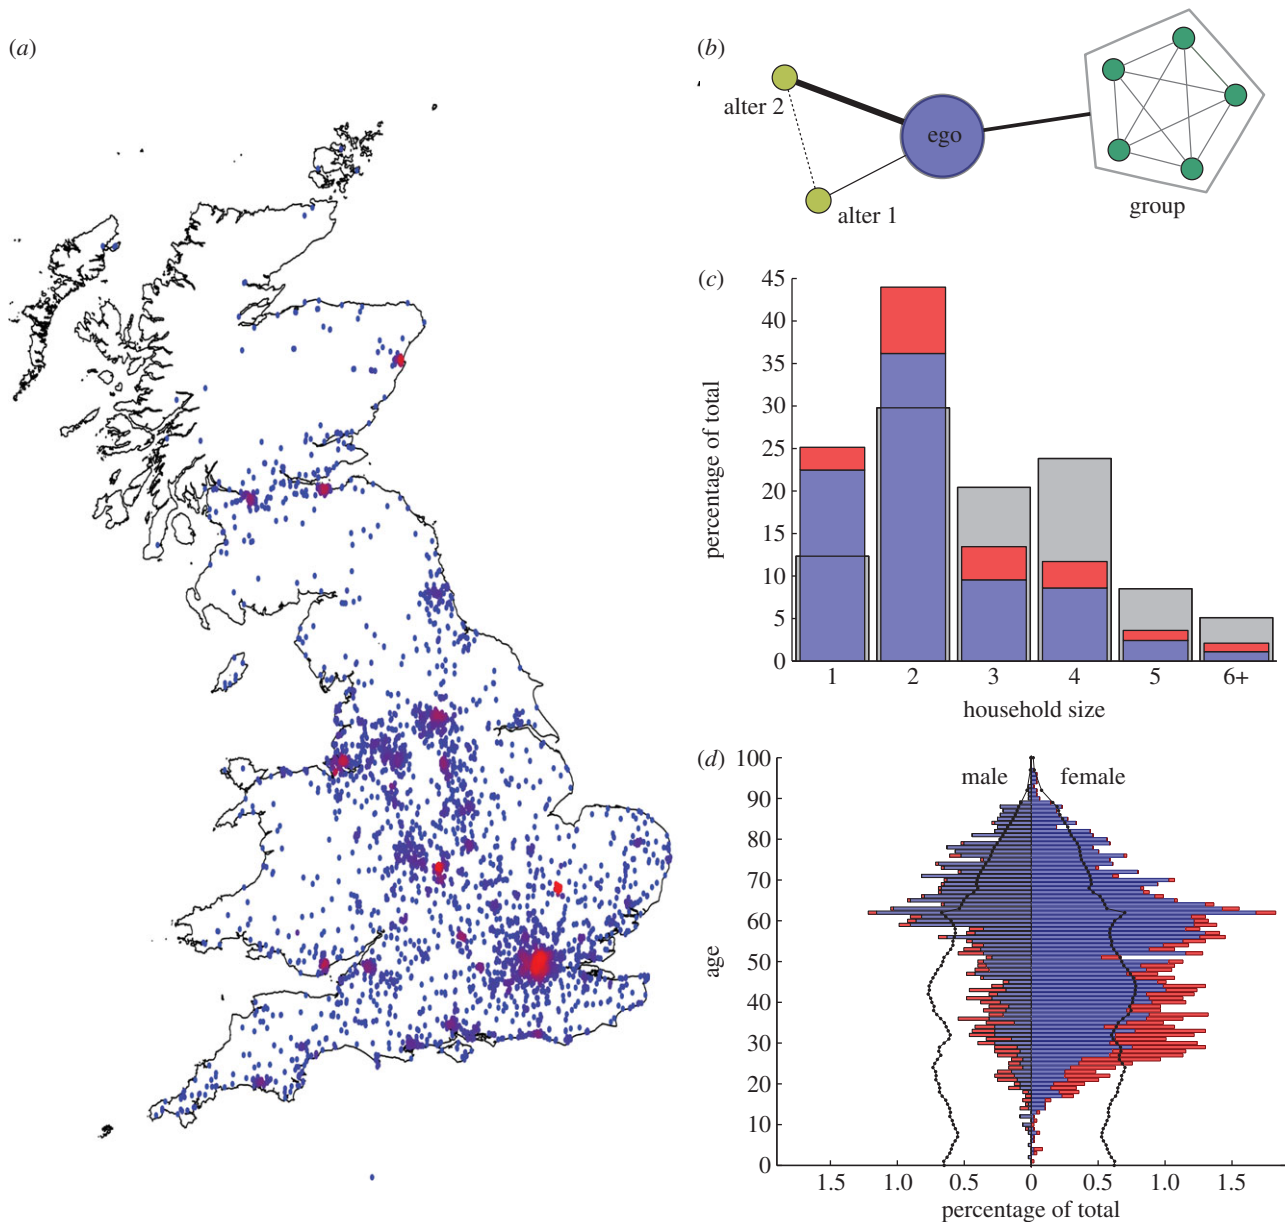 (a)
(b)
alter 2
ego
alter 1
group
(c)
45
40
35
30
25
20
15
10
5
0
percentage of total
1 2 3 4 5 6+
household size
(d)
100
90
80
70
60
50
40
30
20
10
0
age
male female
1.5 1.0 0.5 0 0.5 1.0 1.5
percentage of total